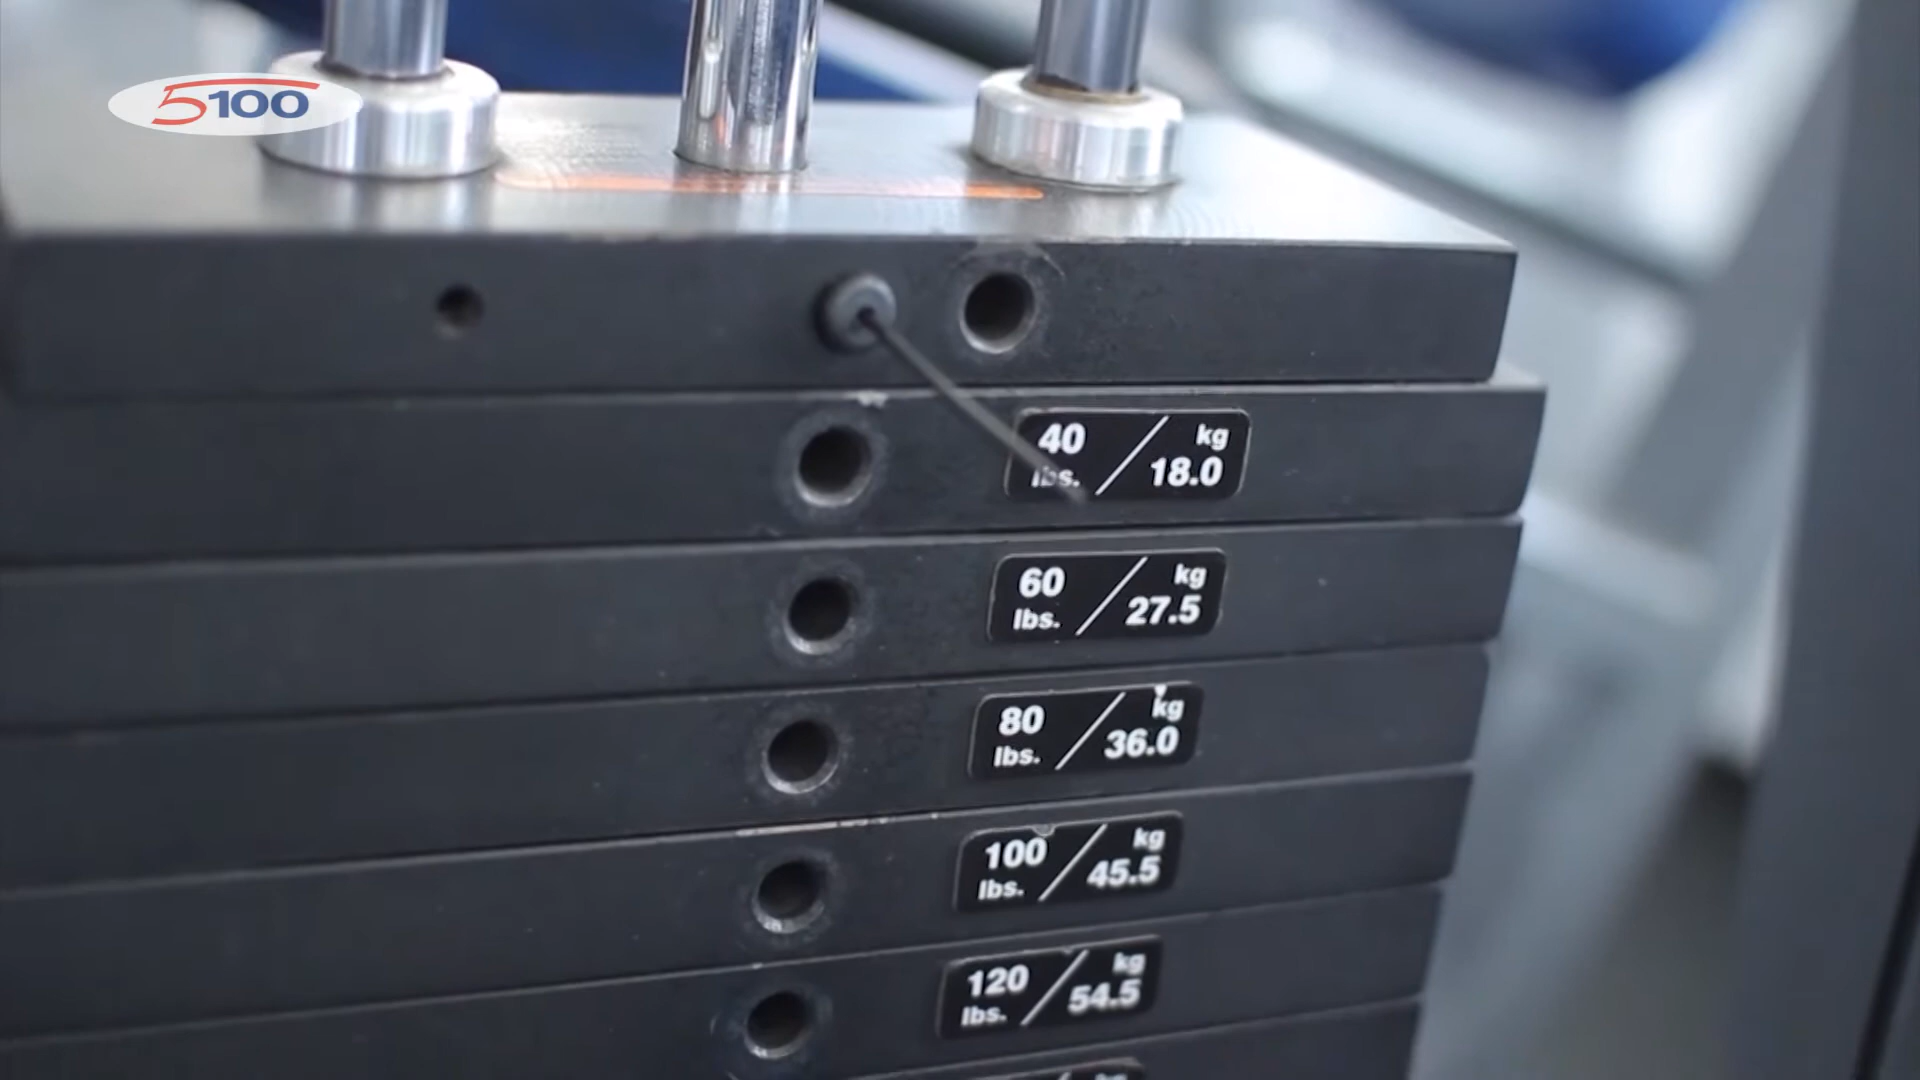 5100
40 kg
lbs. 18.0
60 kg
lbs. 27.5
80 kg
lbs. 36.0
100 kg
lbs. 45.5
120 kg
lbs. 54.5
kg